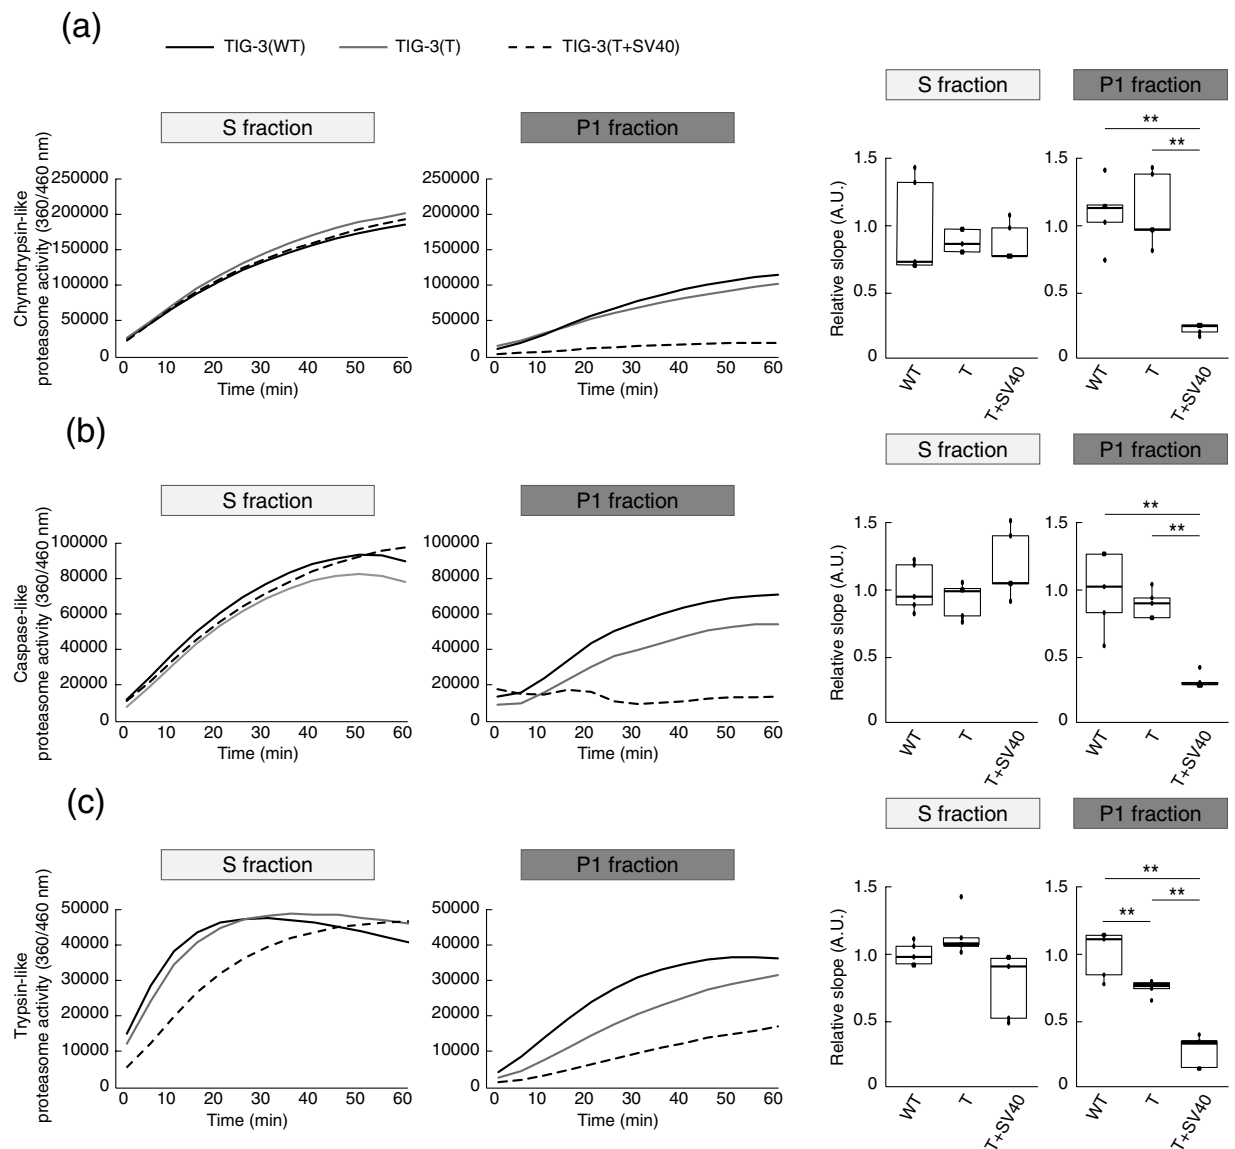 (a)
TIG-3(WT) TIG-3(T) TIG-3(T+SV40)
S fraction P1 fraction
S fraction P1 fraction
Chymotrypsin-like
proteasome activity (360/460 nm)
250000
200000
150000
100000
50000
0
0 10 20 30 40 50 60
Time (min)
250000
200000
150000
100000
50000
0
0 10 20 30 40 50 60
Time (min)
Relative slope (A.U.)
1.5
1.0
0.5
0
WT T T+SV40
**
**
1.5
1.0
0.5
0
WT T T+SV40
(b)
S fraction P1 fraction
S fraction P1 fraction
Caspase-like
proteasome activity (360/460 nm)
100000
80000
60000
40000
20000
0
0 10 20 30 40 50 60
Time (min)
100000
80000
60000
40000
20000
0
0 10 20 30 40 50 60
Time (min)
Relative slope (A.U.)
1.5
1.0
0.5
0
WT T T+SV40
**
**
1.5
1.0
0.5
0
WT T T+SV40
(c)
S fraction P1 fraction
S fraction P1 fraction
Trypsin-like
proteasome activity (360/460 nm)
50000
40000
30000
20000
10000
0
0 10 20 30 40 50 60
Time (min)
50000
40000
30000
20000
10000
0
0 10 20 30 40 50 60
Time (min)
Relative slope (A.U.)
1.5
1.0
0.5
0
WT T T+SV40
**
**
**
1.5
1.0
0.5
0
WT T T+SV40